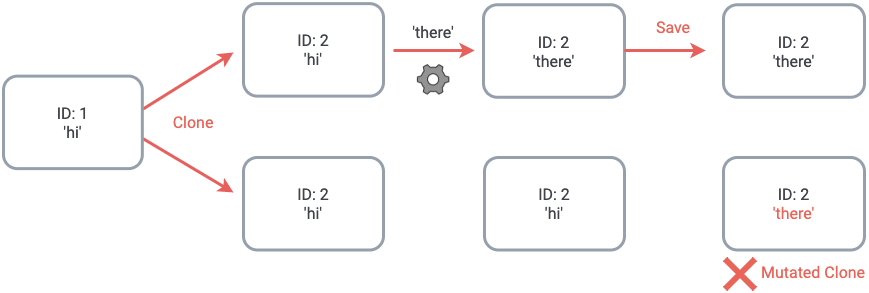 ID: 1
'hi'
Clone
ID: 2
'hi'
'there'
ID: 2
'there'
Save
ID: 2
'there'
ID: 2
'hi'
ID: 2
'hi'
ID: 2
'there'
Mutated Clone